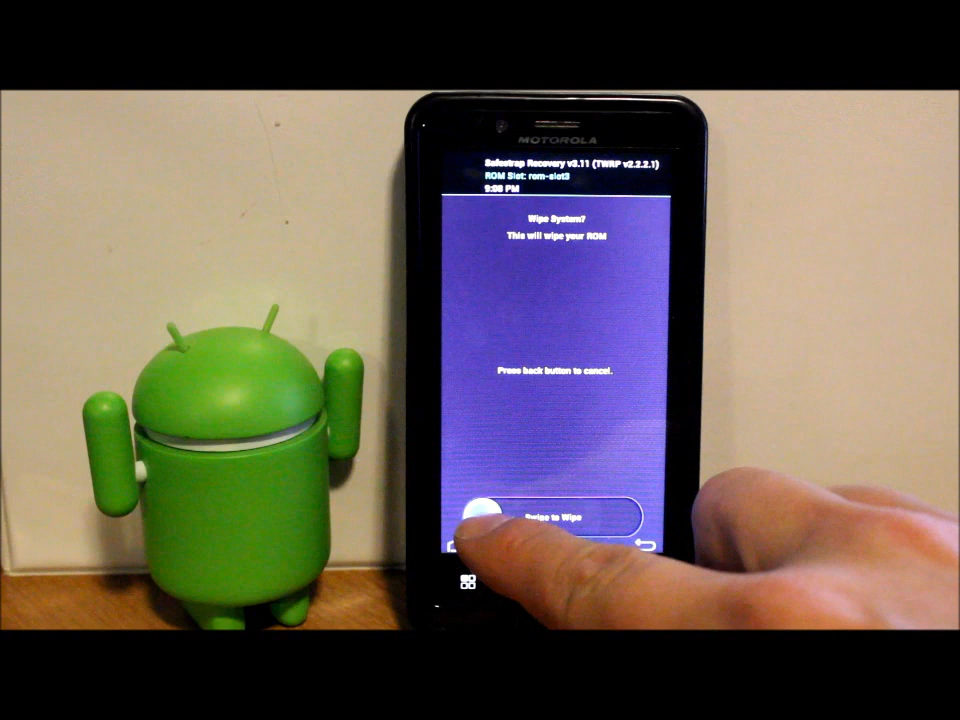 MOTOROLA
Safestrap Recovery v3.11 (TWRP v2.2.2.1)
ROM Slot: rom-slot3
9:08 PM
Wipe System?
This will wipe your ROM
Press back button to cancel.
Swipe to Wipe